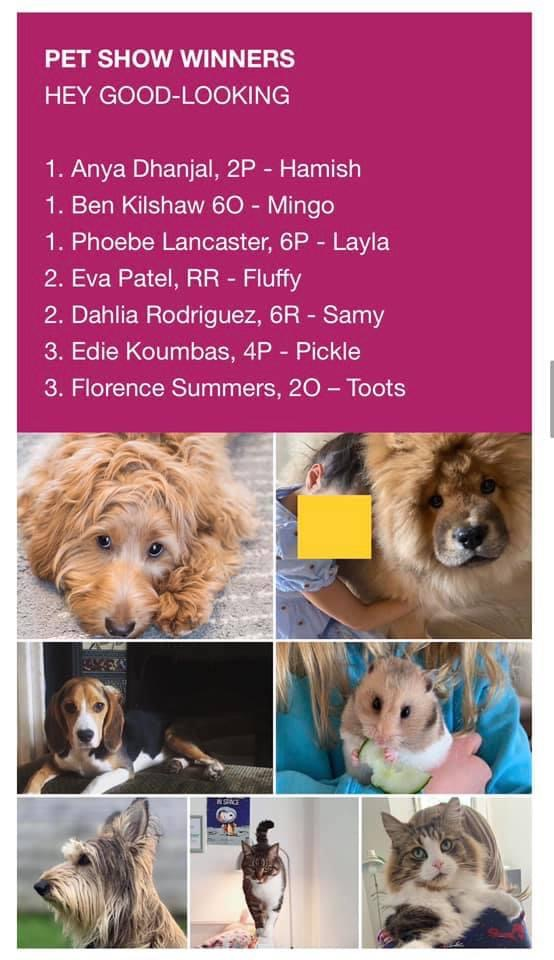 PET SHOW WINNERS
HEY GOOD-LOOKING
1. Anya Dhanjal, 2P - Hamish
1. Ben Kilshaw 6O - Mingo
1. Phoebe Lancaster, 6P - Layla
2. Eva Patel, RR - Fluffy
2. Dahlia Rodriguez, 6R - Samy
3. Edie Koumbas, 4P - Pickle
3. Florence Summers, 2O – Toots
IN SPACE